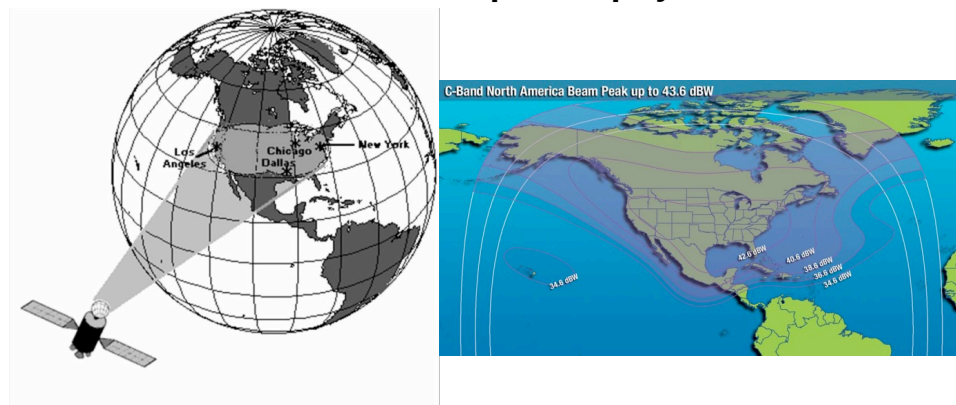 Los
Angeles
Chicago
Dallas
New York
C-Band North America Beam Peak up to 43.6 dBW
42.6 dBW
40.6 dBW
38.6 dBW
36.6 dBW
34.6 dBW
34.6 dBW